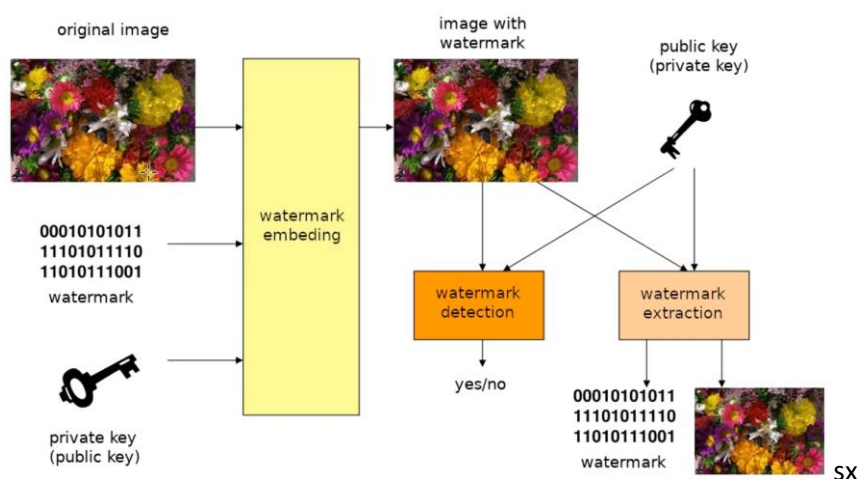 original image
image with
watermark
public key
(private key)
00010101011
11101011110
11010111001
watermark
watermark
embeding
private key
(public key)
watermark
detection
watermark
extraction
yes/no
00010101011
11101011110
11010111001
watermark
sx